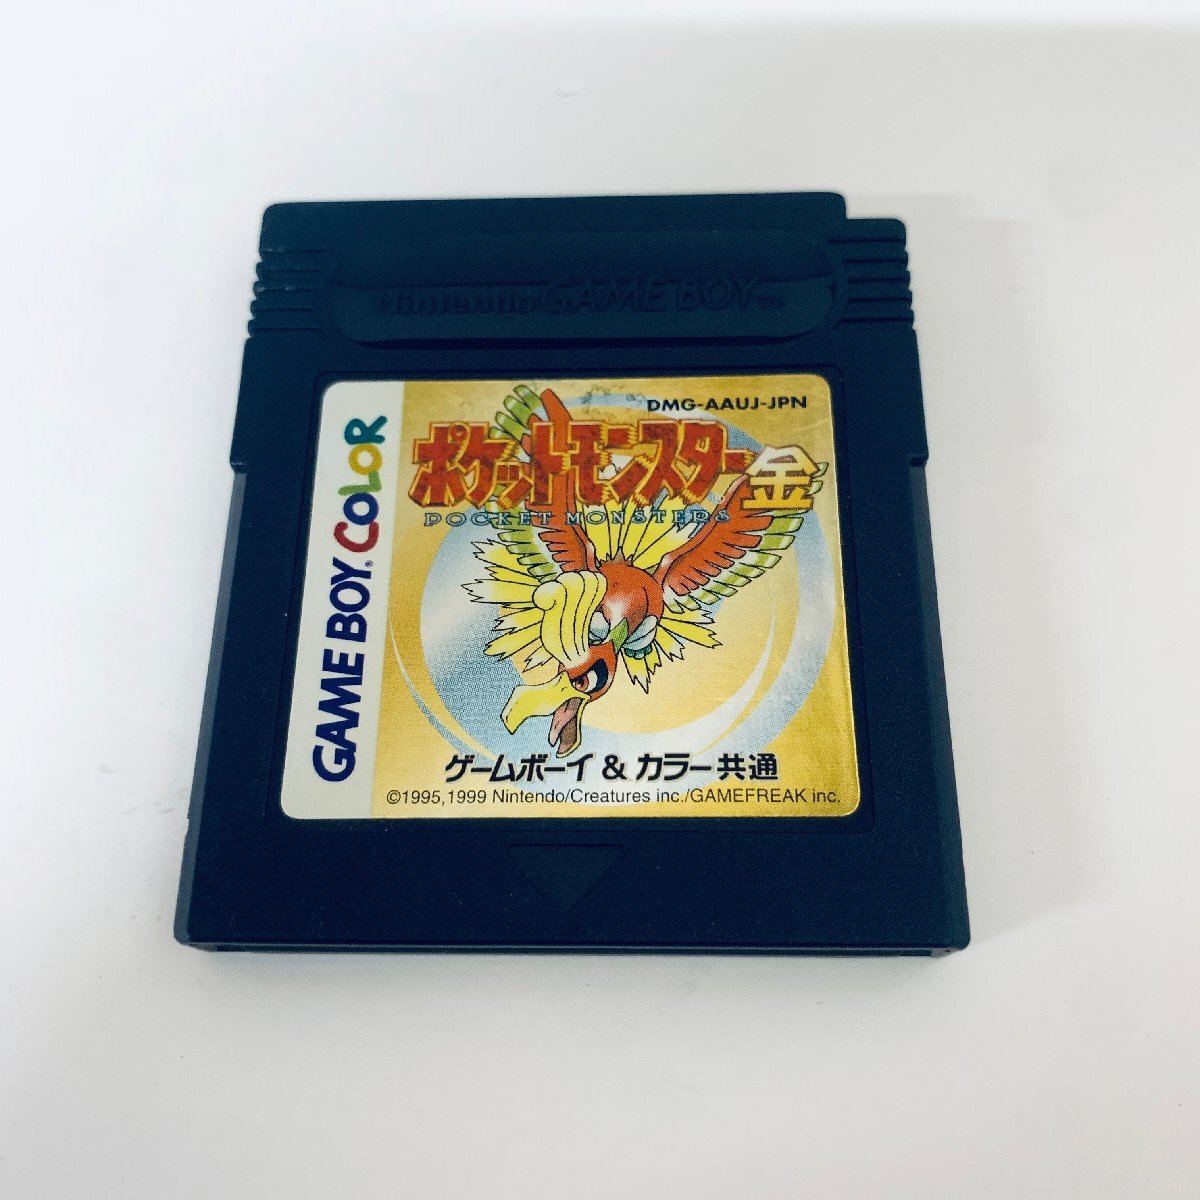 Nintendo GAME BOY™
DMG-AAUJ-JPN
ポケットモンスター 金
POCKET MONSTERS
GAME BOY® COLOR
ゲームボーイ & カラー共通
©1995,1999 Nintendo/Creatures inc./GAMEFREAK inc.